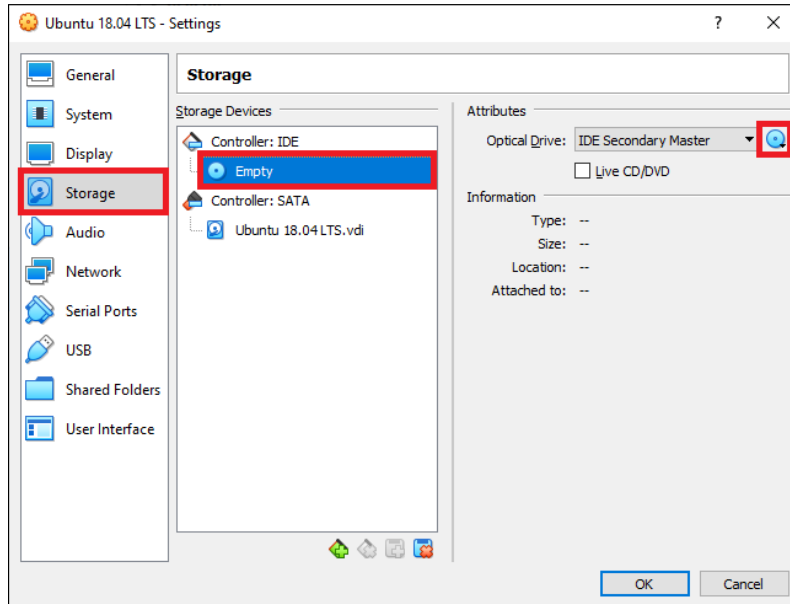 Ubuntu 18.04 LTS - Settings
?
General
System
Display
Storage
Audio
Network
Serial Ports
USB
Shared Folders
User Interface
Storage
Storage Devices
Controller: IDE
Empty
Controller: SATA
Ubuntu 18.04 LTS.vdi
Attributes
Optical Drive: IDE Secondary Master
Live CD/DVD
Information
Type: --
Size: --
Location: --
Attached to: --
OK Cancel